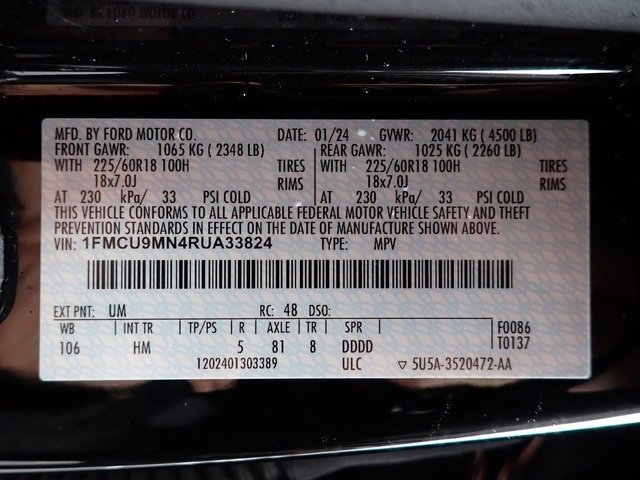 MFD. BY FORD MOTOR CO. DATE: 01/24 GVWR: 2041 KG ( 4500 LB)
FRONT GAWR: 1065 KG ( 2348 LB) REAR GAWR: 1025 KG ( 2260 LB)
WITH 225/60R18 100H TIRES WITH 225/60R18 100H TIRES
18x7.0J RIMS 18x7.0J RIMS
AT 230 kPa/ 33 PSI COLD AT 230 kPa/ 33 PSI COLD
THIS VEHICLE CONFORMS TO ALL APPLICABLE FEDERAL MOTOR VEHICLE SAFETY AND THEFT
PREVENTION STANDARDS IN EFFECT ON THE DATE OF MANUFACTURE SHOWN ABOVE.
VIN: 1FMCU9MN4RUA33824 TYPE: MPV
EXT PNT: UM RC: 48 DSO:
WB INT TR TP/PS R AXLE TR SPR F0086
106 HM 5 81 8 DDDD T0137
1202401303389 ULC ▽ 5U5A-3520472-AA